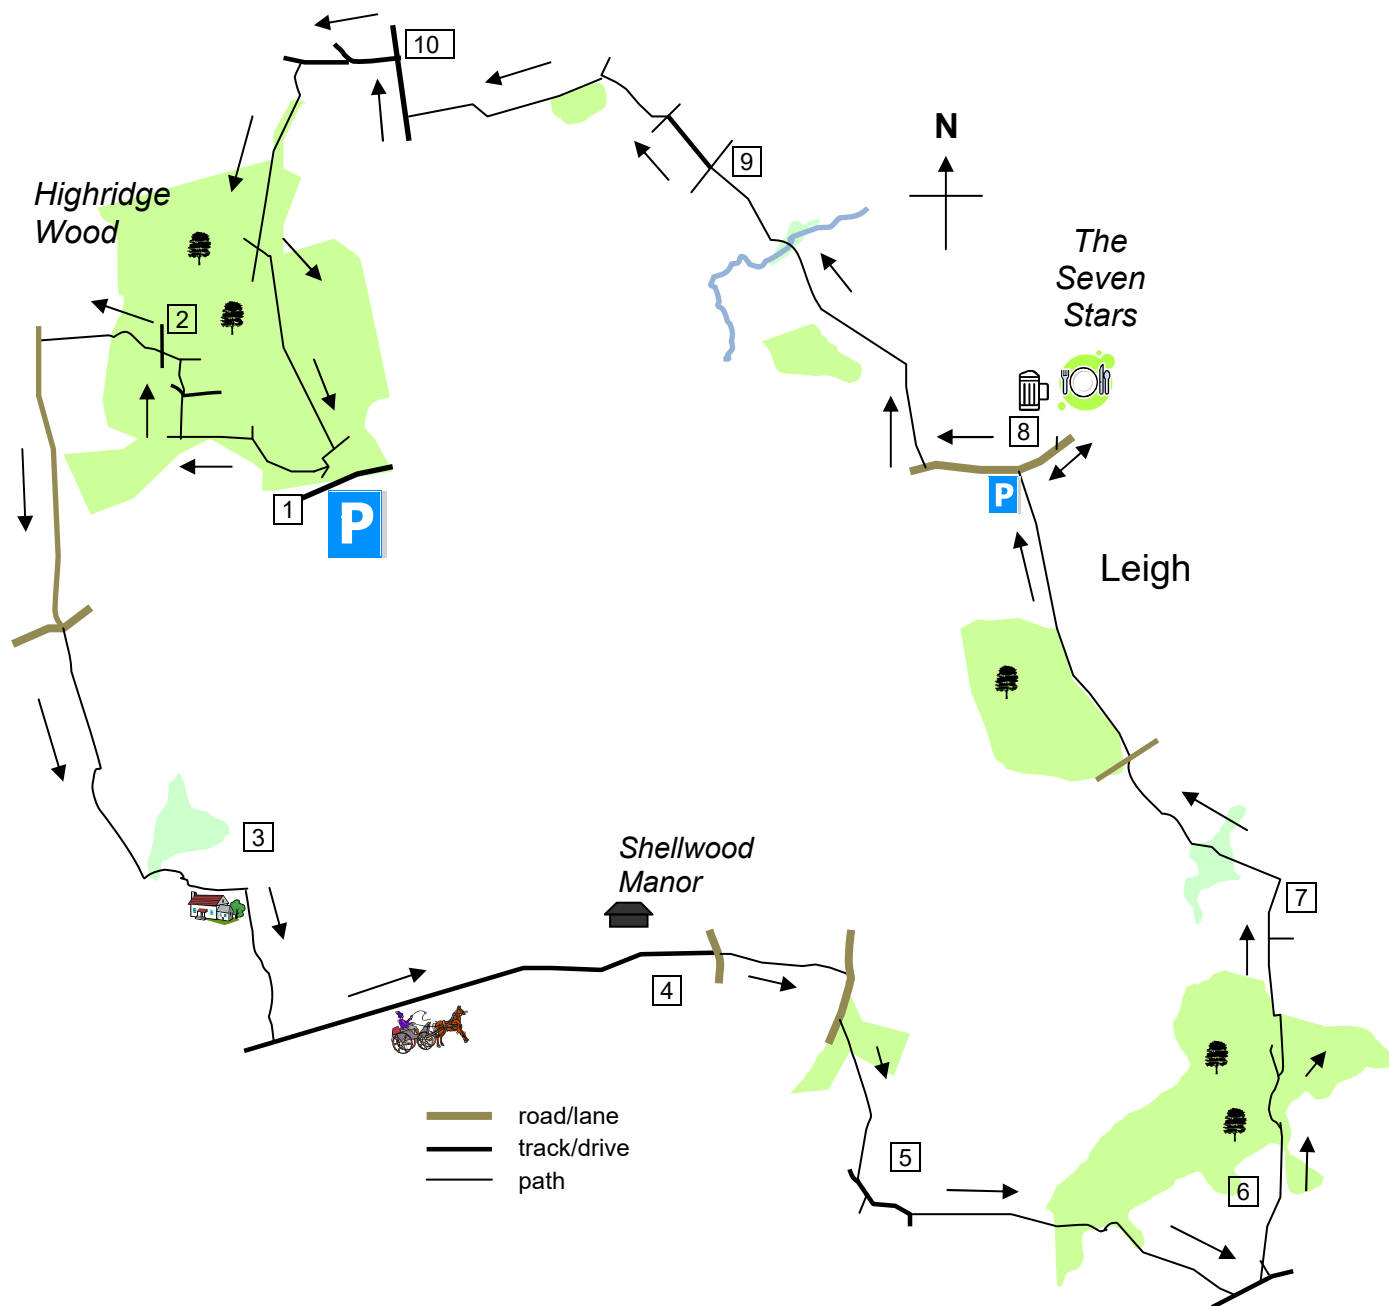 10
N
9
Highridge
Wood
The
Seven
Stars
2
8
P
1
P
Leigh
3
Shellwood
Manor
7
4
road/lane
track/drive
path
5
6